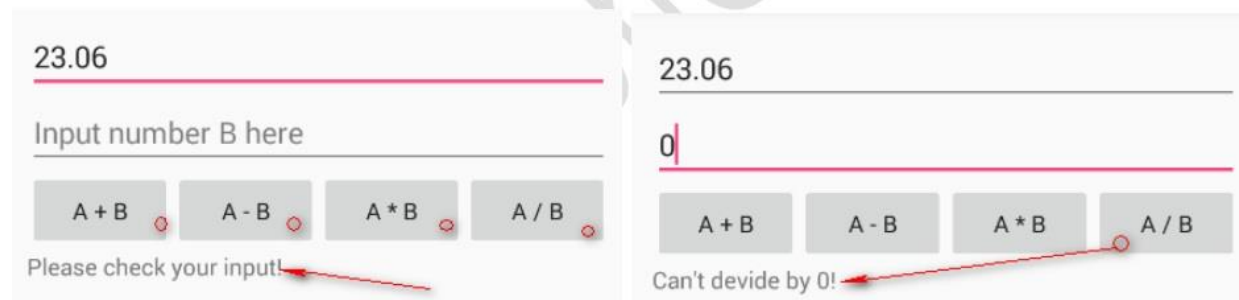 23.06
Input number B here
A + B A - B A * B A / B
Please check your input!
23.06
0
A + B A - B A * B A / B
Can't devide by 0!